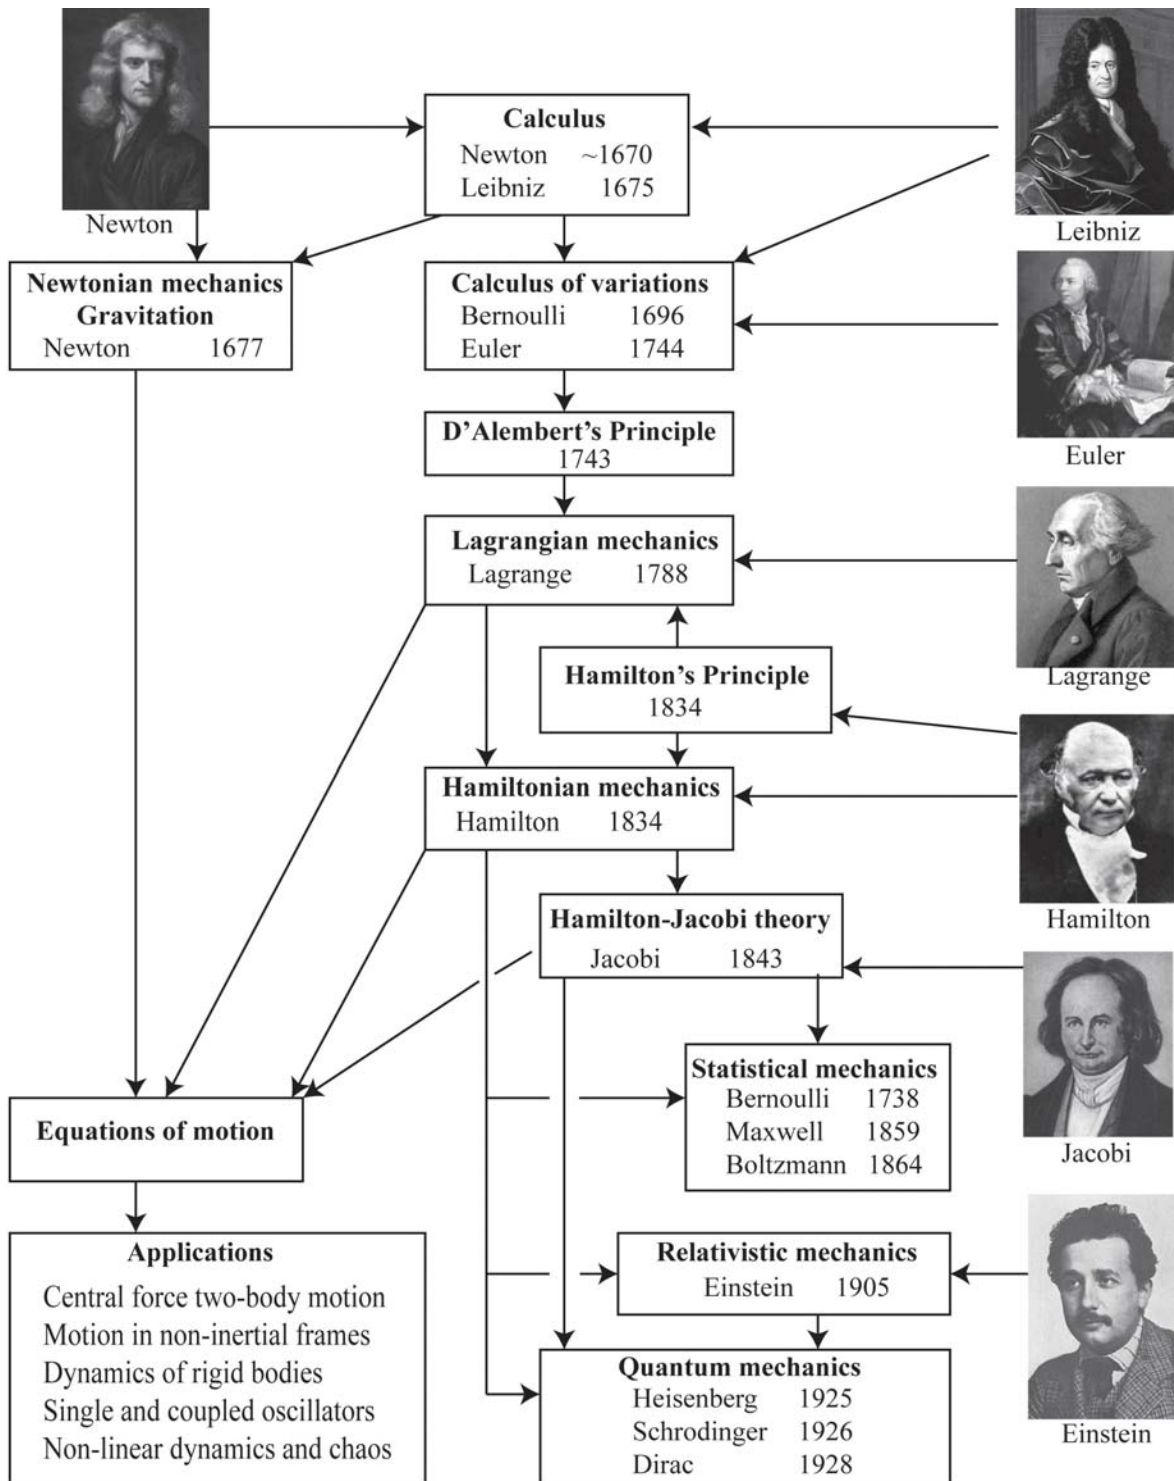 Newton
Calculus
Newton ~1670
Leibniz 1675
Leibniz
Newtonian mechanics
Gravitation
Newton 1677
Calculus of variations
Bernoulli 1696
Euler 1744
Euler
D’Alembert’s Principle
1743
Lagrangian mechanics
Lagrange 1788
Lagrange
Hamilton’s Principle
1834
Hamiltonian mechanics
Hamilton 1834
Hamilton
Hamilton-Jacobi theory
Jacobi 1843
Jacobi
Statistical mechanics
Bernoulli 1738
Maxwell 1859
Boltzmann 1864
Equations of motion
Applications
Central force two-body motion
Motion in non-inertial frames
Dynamics of rigid bodies
Single and coupled oscillators
Non-linear dynamics and chaos
Relativistic mechanics
Einstein 1905
Einstein
Quantum mechanics
Heisenberg 1925
Schrodinger 1926
Dirac 1928